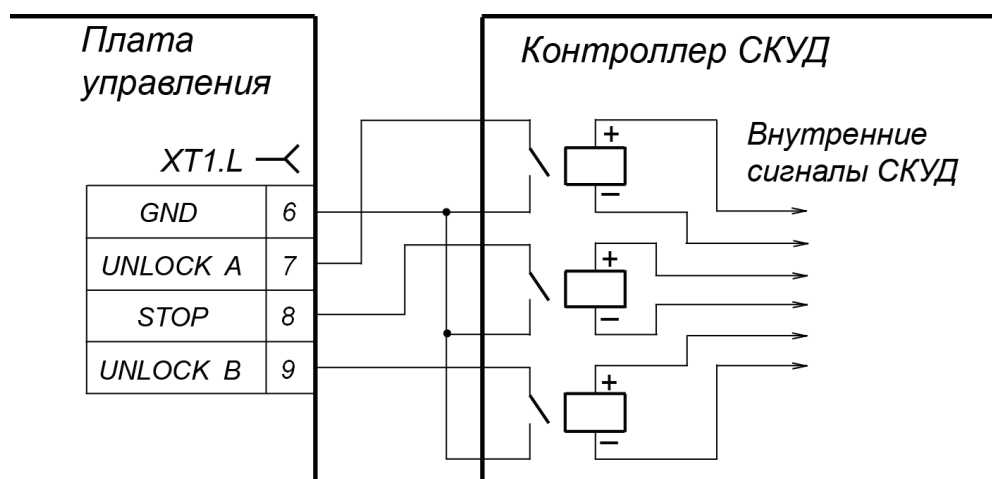 Плата
управления
Контроллер СКУД
Внутренние
сигналы СКУД
XT1.L
GND 6
UNLOCK A 7
STOP 8
UNLOCK B 9
+
−
+
−
+
−